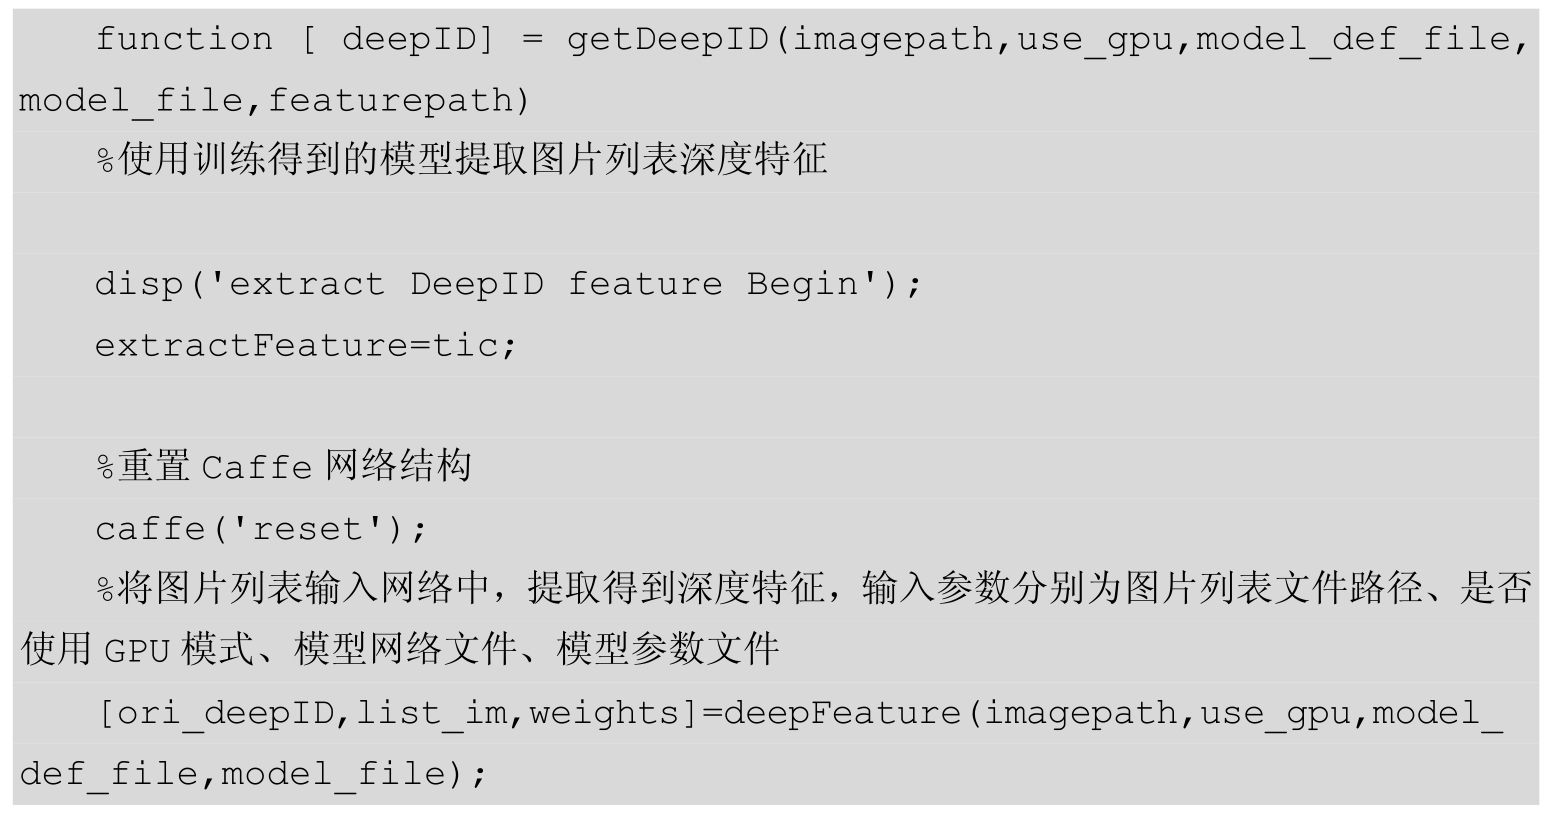 function [ deepID] = getDeepID(imagepath,use_gpu,model_def_file,
model_file,featurepath)
%使用训练得到的模型提取图片列表深度特征
disp('extract DeepID feature Begin');
extractFeature=tic;
%重置 Caffe 网络结构
caffe('reset');
%将图片列表输入网络中，提取得到深度特征，输入参数分别为图片列表文件路径、是否
使用 GPU 模式、模型网络文件、模型参数文件
[ori_deepID,list_im,weights]=deepFeature(imagepath,use_gpu,model_
def_file,model_file);